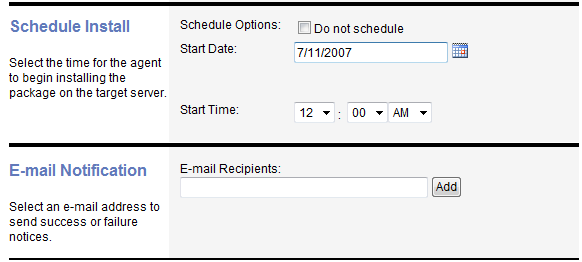 Schedule Install
Select the time for the agent
to begin installing the
package on the target server.
Schedule Options: Do not schedule
Start Date: 7/11/2007
Start Time: 12 : 00 AM
E-mail Notification
Select an e-mail address to
send success or failure
notices.
E-mail Recipients:
Add